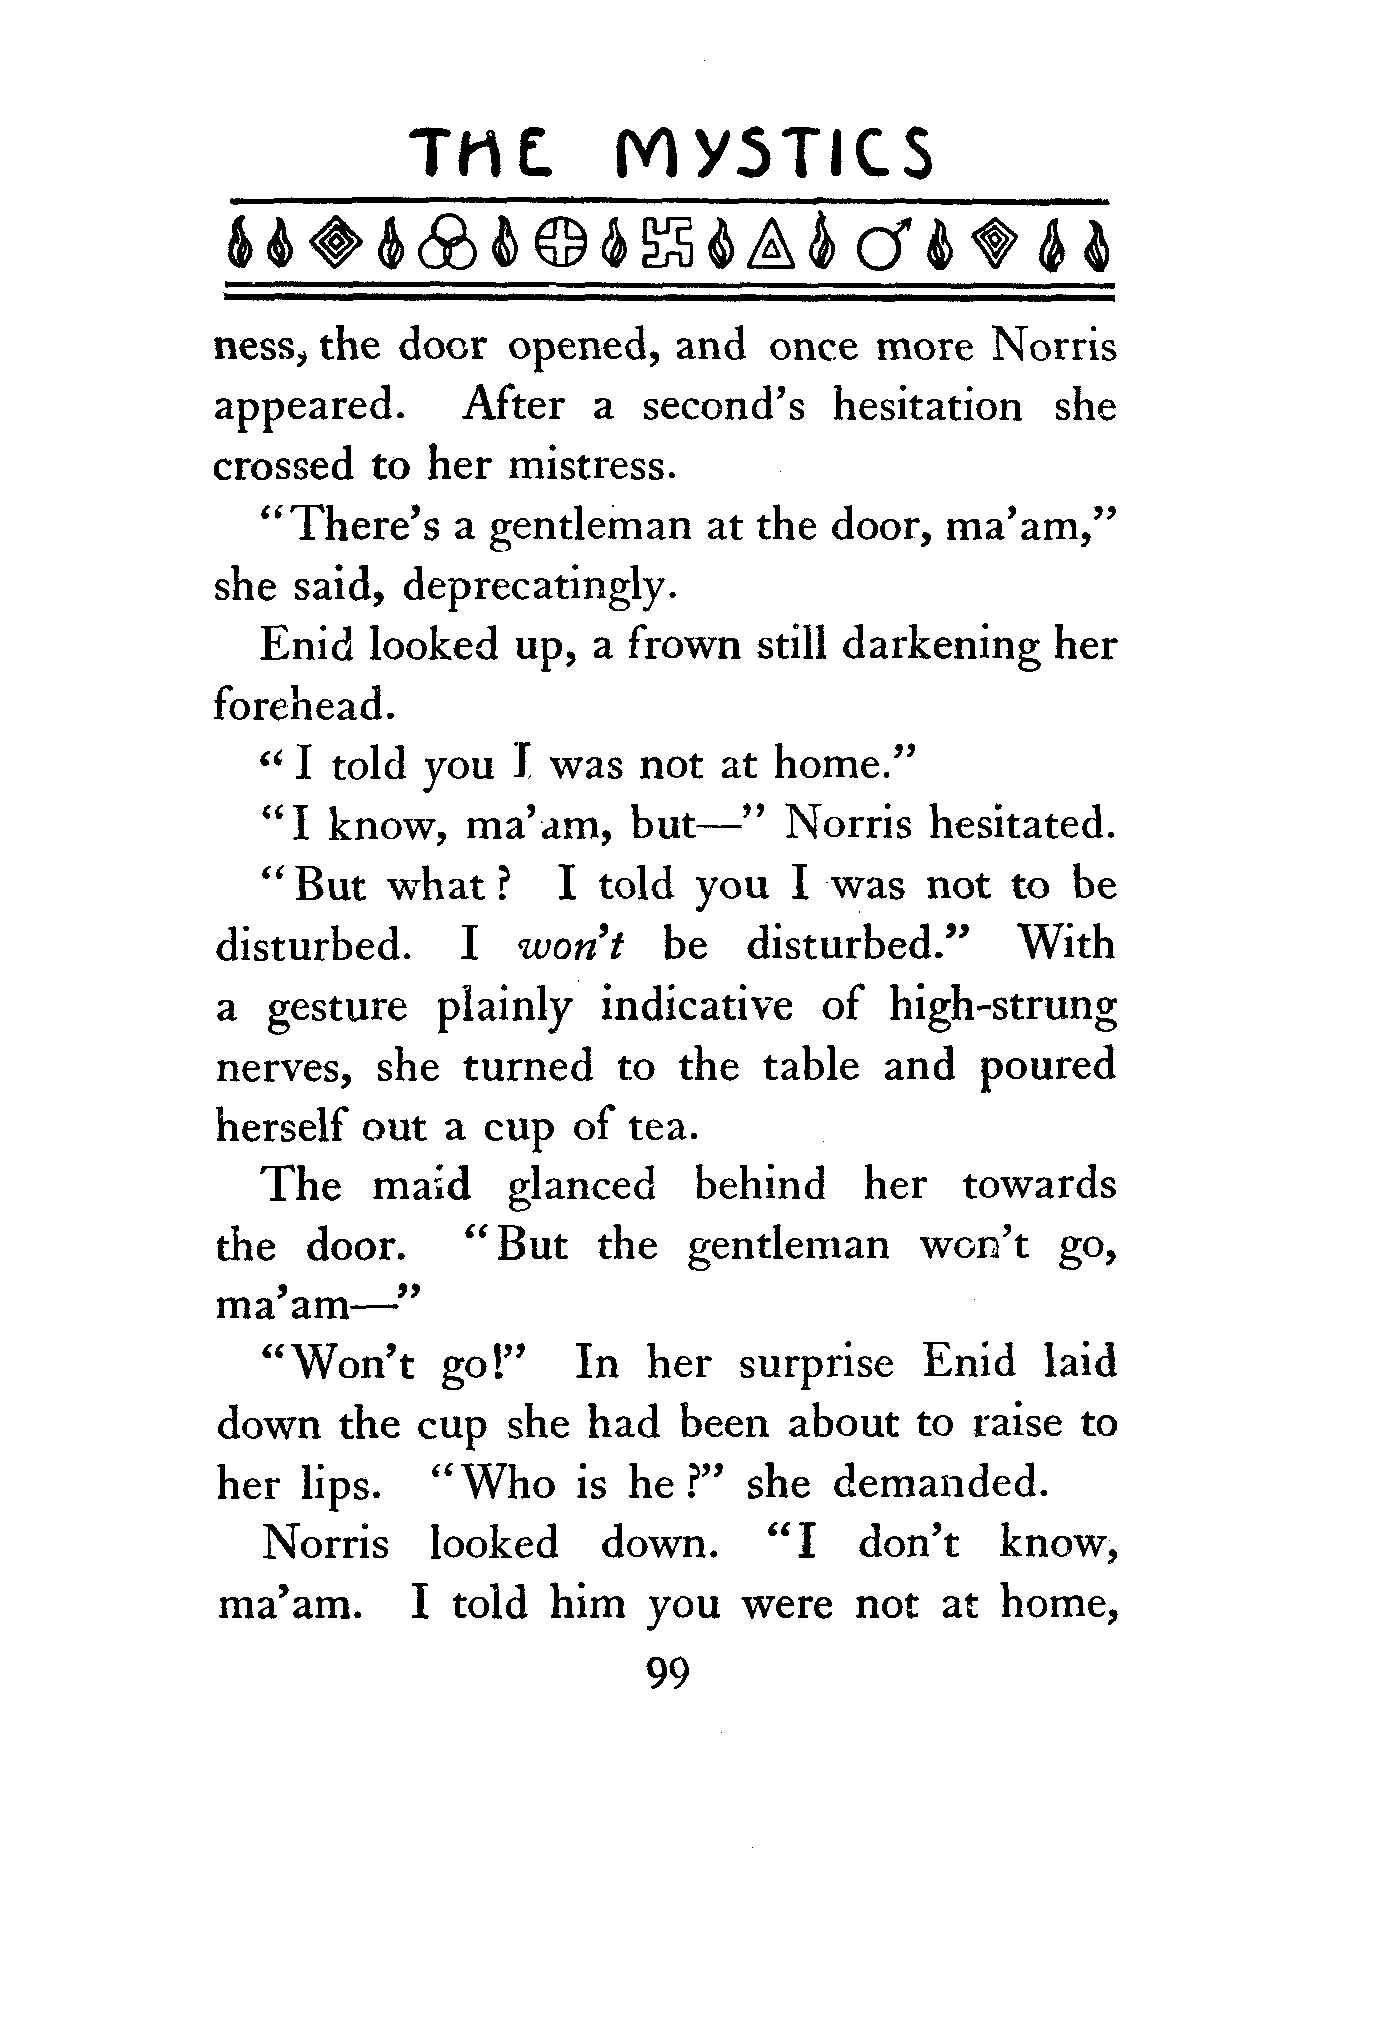 THE MYSTICS
ness, the door opened, and once more Norris
appeared. After a second's hesitation she
crossed to her mistress.
"There's a gentleman at the door, ma'am,"
she said, deprecatingly.
Enid looked up, a frown still darkening her
forehead.
"I told you I was not at home."
"I know, ma'am, but—" Norris hesitated.
"But what? I told you I was not to be
disturbed. I won't be disturbed." With
a gesture plainly indicative of high-strung
nerves, she turned to the table and poured
herself out a cup of tea.
The maid glanced behind her towards
the door. "But the gentleman won't go,
ma'am—"
"Won't go!" In her surprise Enid laid
down the cup she had been about to raise to
her lips. "Who is he?" she demanded.
Norris looked down. "I don't know,
ma'am. I told him you were not at home,
99